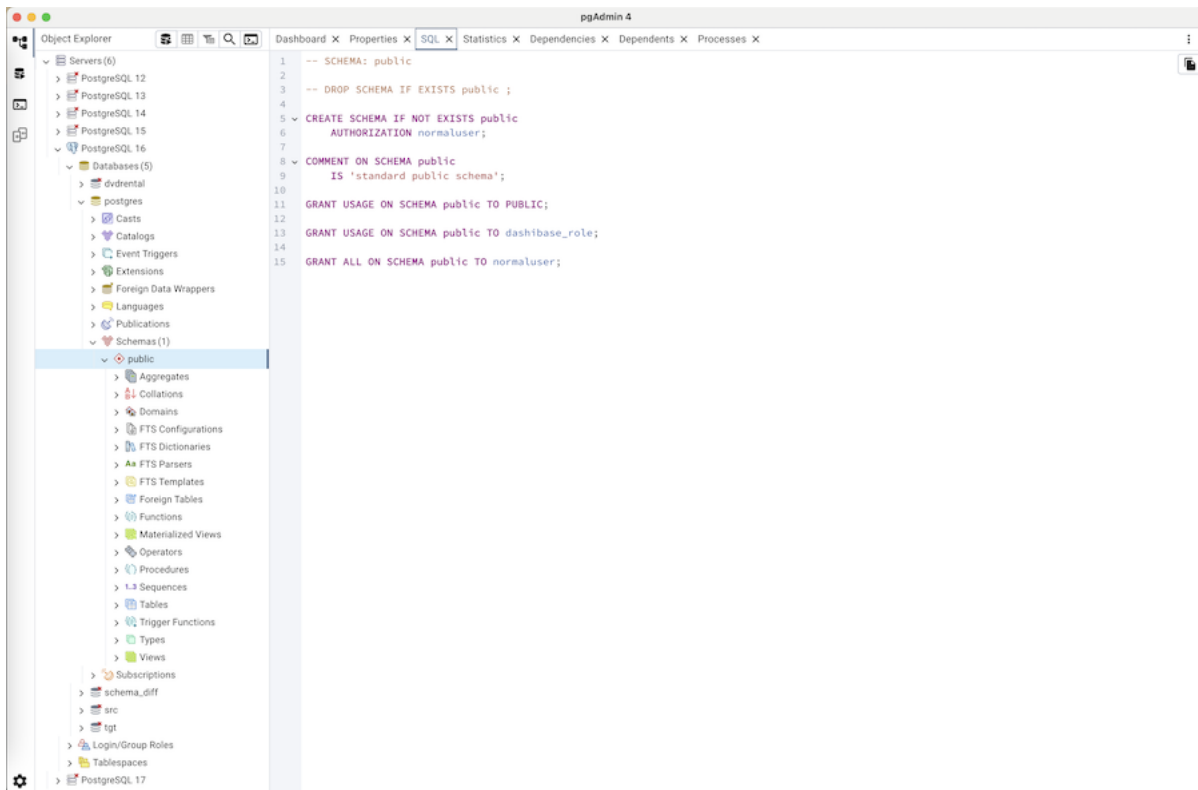 pgAdmin 4
Object Explorer
Servers (6)
PostgreSQL 12
PostgreSQL 13
PostgreSQL 14
PostgreSQL 15
PostgreSQL 16
Databases (5)
dvdrental
postgres
Casts
Catalogs
Event Triggers
Extensions
Foreign Data Wrappers
Languages
Publications
Schemas (1)
public
Aggregates
Collations
Domains
FTS Configurations
FTS Dictionaries
Aa FTS Parsers
FTS Templates
Foreign Tables
Functions
Materialized Views
Operators
Procedures
1..3 Sequences
Tables
Trigger Functions
Types
Views
Subscriptions
schema_diff
src
tgt
Login/Group Roles
Tablespaces
PostgreSQL 17
Dashboard X Properties X SQL X Statistics X Dependencies X Dependents X Processes X
1 -- SCHEMA: public
2
3 -- DROP SCHEMA IF EXISTS public ;
4
5 CREATE SCHEMA IF NOT EXISTS public
6 AUTHORIZATION normaluser;
7
8 COMMENT ON SCHEMA public
9 IS 'standard public schema';
10
11 GRANT USAGE ON SCHEMA public TO PUBLIC;
12
13 GRANT USAGE ON SCHEMA public TO dashibase_role;
14
15 GRANT ALL ON SCHEMA public TO normaluser;